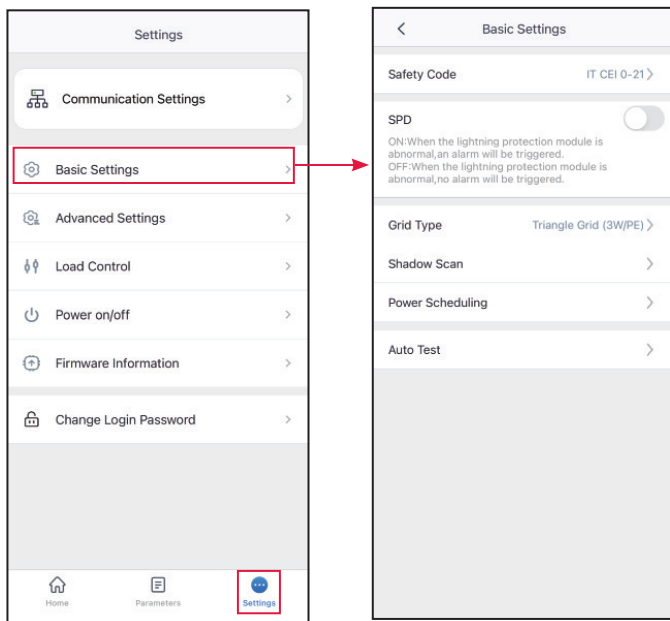 Settings
Communication Settings
Basic Settings
Advanced Settings
Load Control
Power on/off
Firmware Information
Change Login Password
Home
Parameters
Settings
Basic Settings
Safety Code
IT CEI 0-21
SPD
ON:When the lightning protection module is
abnormal,an alarm will be triggered.
OFF:When the lightning protection module is
abnormal,no alarm will be triggered.
Grid Type
Triangle Grid (3W/PE)
Shadow Scan
Power Scheduling
Auto Test